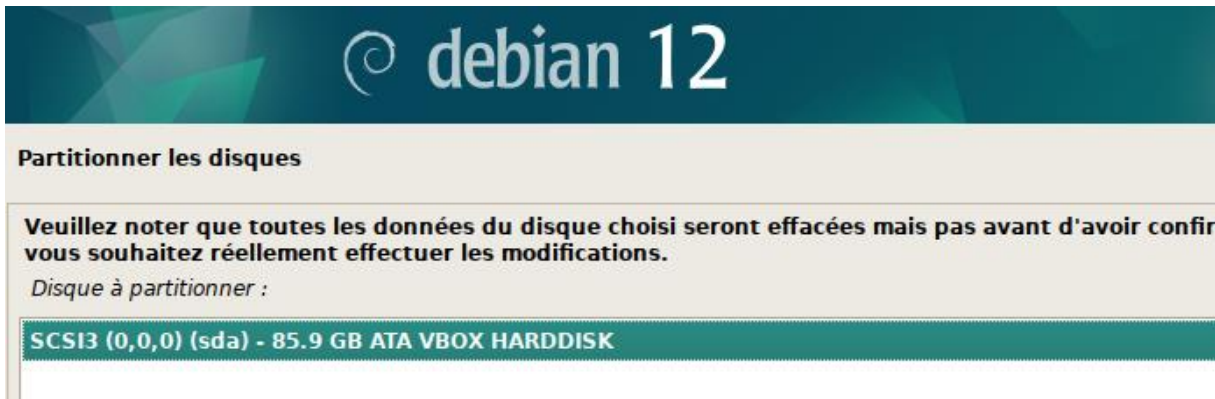 debian 12
Partitionner les disques
Veuillez noter que toutes les données du disque choisi seront effacées mais pas avant d'avoir
vous souhaitez réellement effectuer les modifications.
Disque à partitionner :
SCSI3 (0,0,0) (sda) - 85.9 GB ATA VBOX HARDDISK